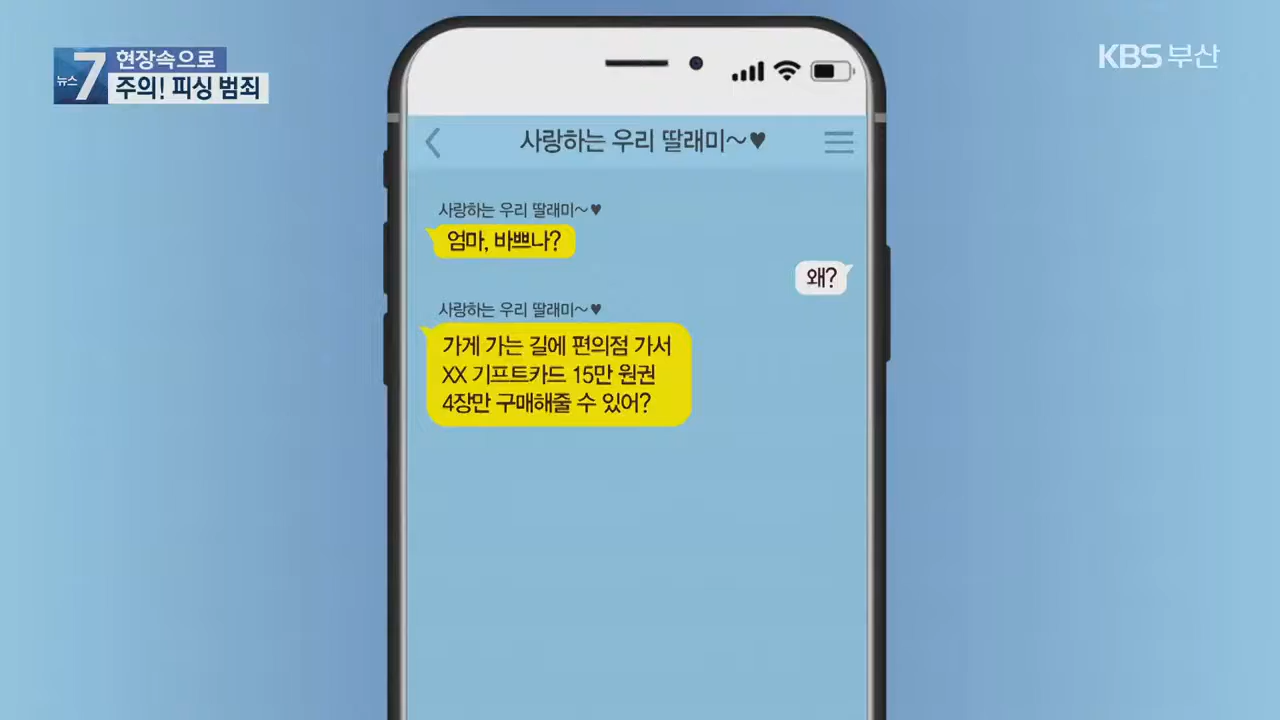 뉴스 7
현장속으로
주의! 피싱 범죄
KBS 부산
사랑하는 우리 딸래미～♥
사랑하는 우리 딸래미～♥
엄마, 바쁘나?
왜?
사랑하는 우리 딸래미～♥
가게 가는 길에 편의점 가서
XX 기프트카드 15만 원권
4장만 구매해줄 수 있어?